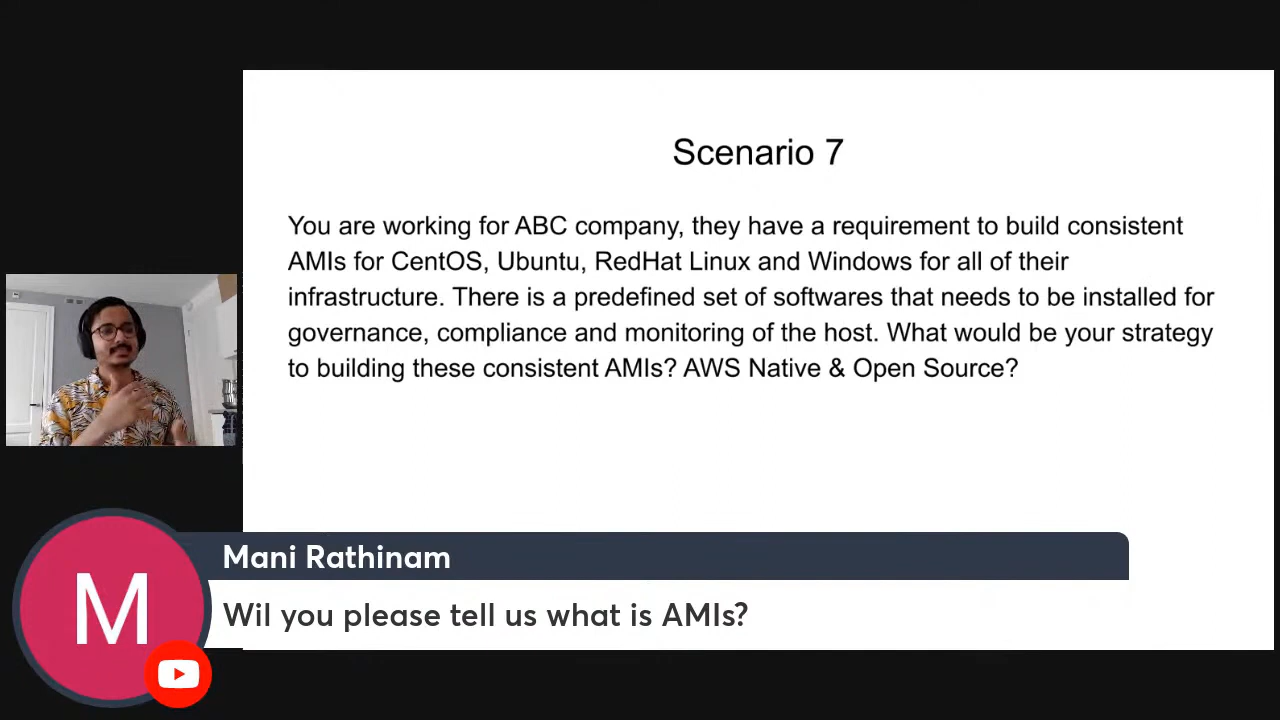 Scenario 7
You are working for ABC company, they have a requirement to build consistent
AMIs for CentOS, Ubuntu, RedHat Linux and Windows for all of their
infrastructure. There is a predefined set of softwares that needs to be installed for
governance, compliance and monitoring of the host. What would be your strategy
to building these consistent AMIs? AWS Native & Open Source?
M
Mani Rathinam
Wil you please tell us what is AMIs?